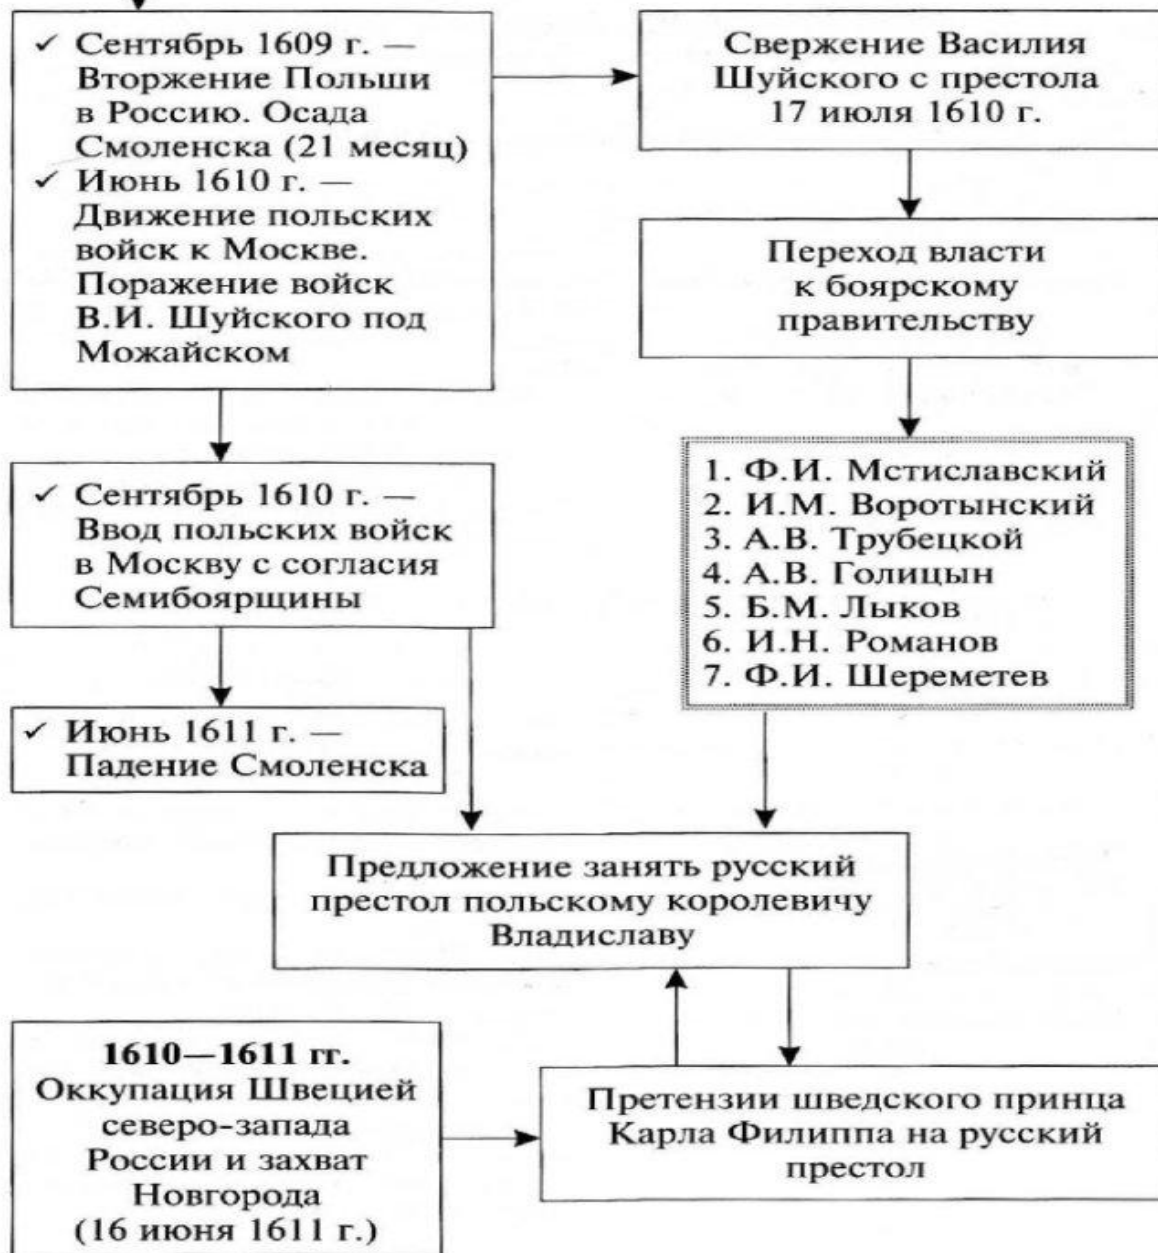 ✓ Сентябрь 1609 г. —
Вторжение Польши
в Россию. Осада
Смоленска (21 месяц)
✓ Июнь 1610 г. —
Движение польских
войск к Москве.
Поражение войск
В.И. Шуйского под
Можайском
Свержение Василия
Шуйского с престола
17 июля 1610 г.
Переход власти
к боярскому
правительству
✓ Сентябрь 1610 г. —
Ввод польских войск
в Москву с согласия
Семибоярщины
1. Ф.И. Мстиславский
2. И.М. Воротынский
3. А.В. Трубецкой
4. А.В. Голицын
5. Б.М. Лыков
6. И.Н. Романов
7. Ф.И. Шереметев
✓ Июнь 1611 г. —
Падение Смоленска
Предложение занять русский
престол польскому королевичу
Владиславу
1610—1611 гг.
Оккупация Швецией
северо-запада
России и захват
Новгорода
(16 июня 1611 г.)
Претензии шведского принца
Карла Филиппа на русский
престол